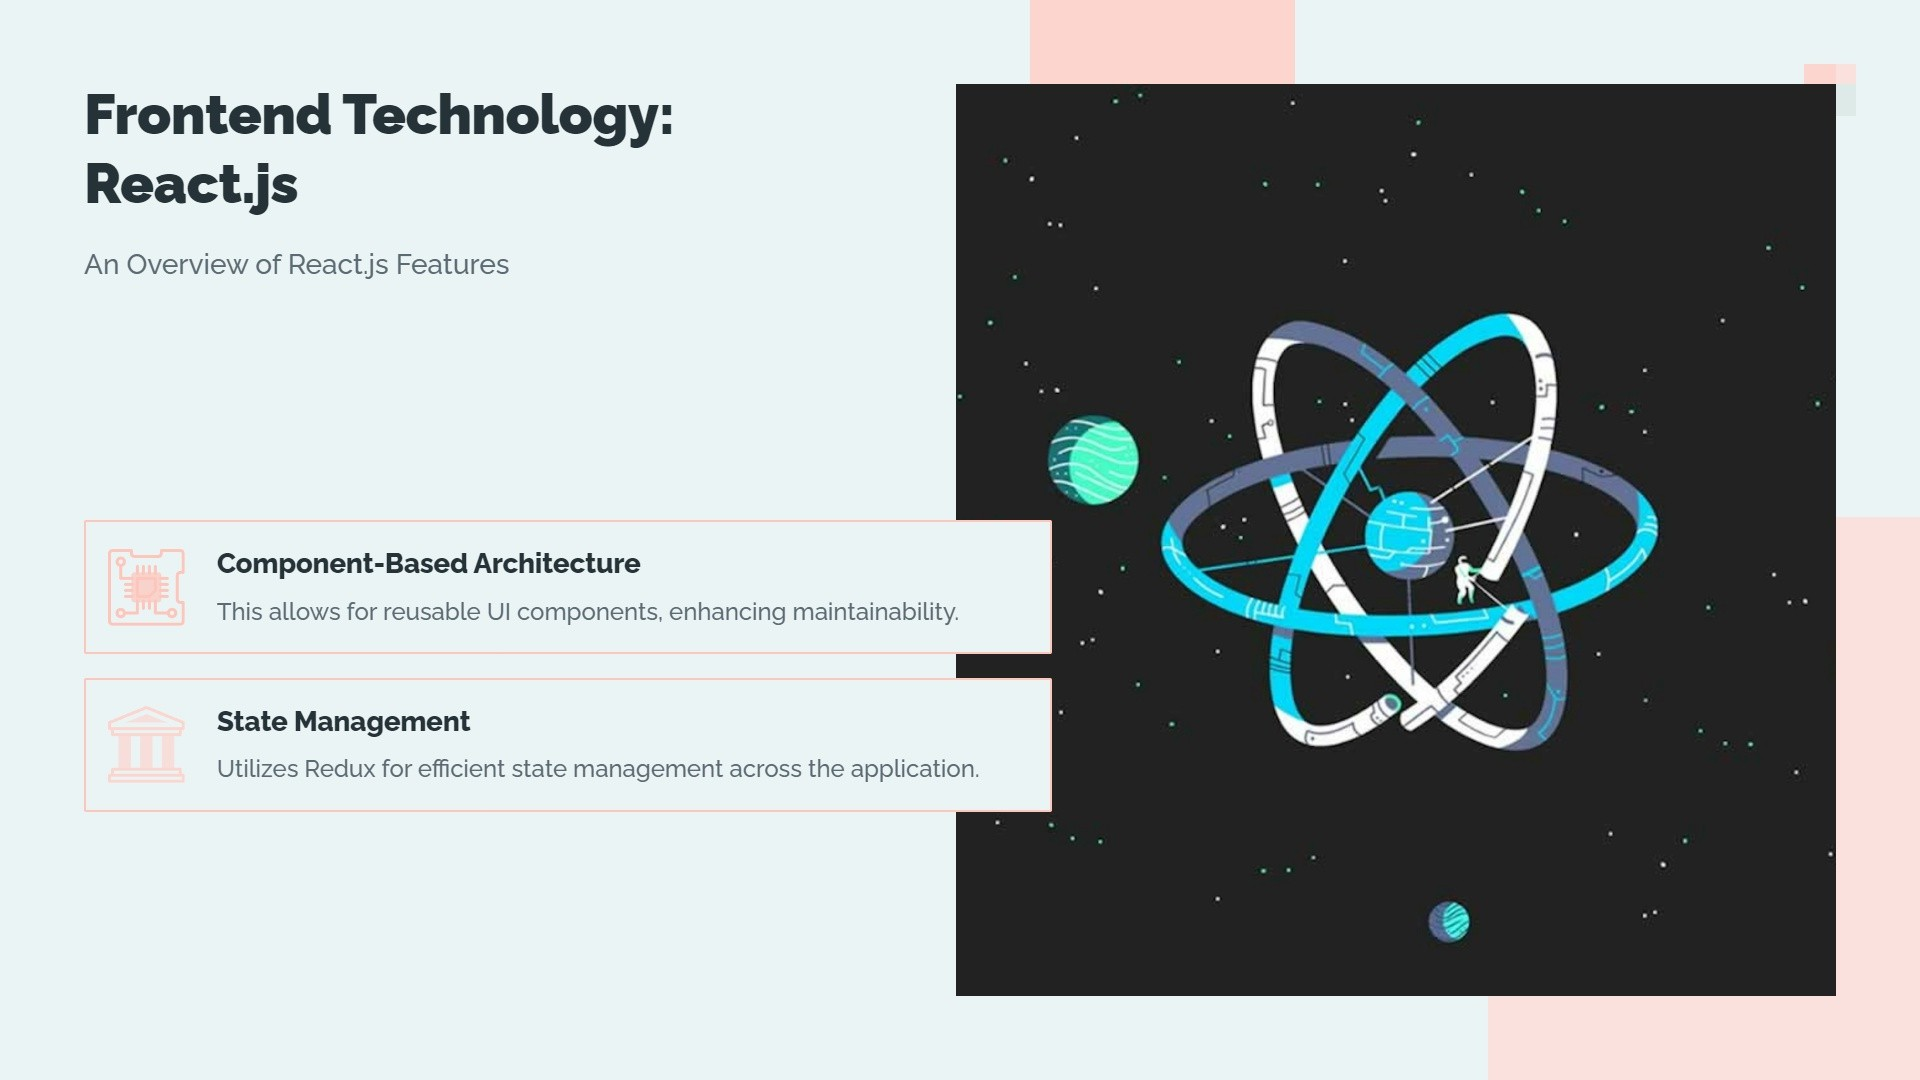 Frontend Technology:
React.js
An Overview of React.js Features
Component-Based Architecture
This allows for reusable UI components, enhancing maintainability.
State Management
Utilizes Redux for efficient state management across the application.